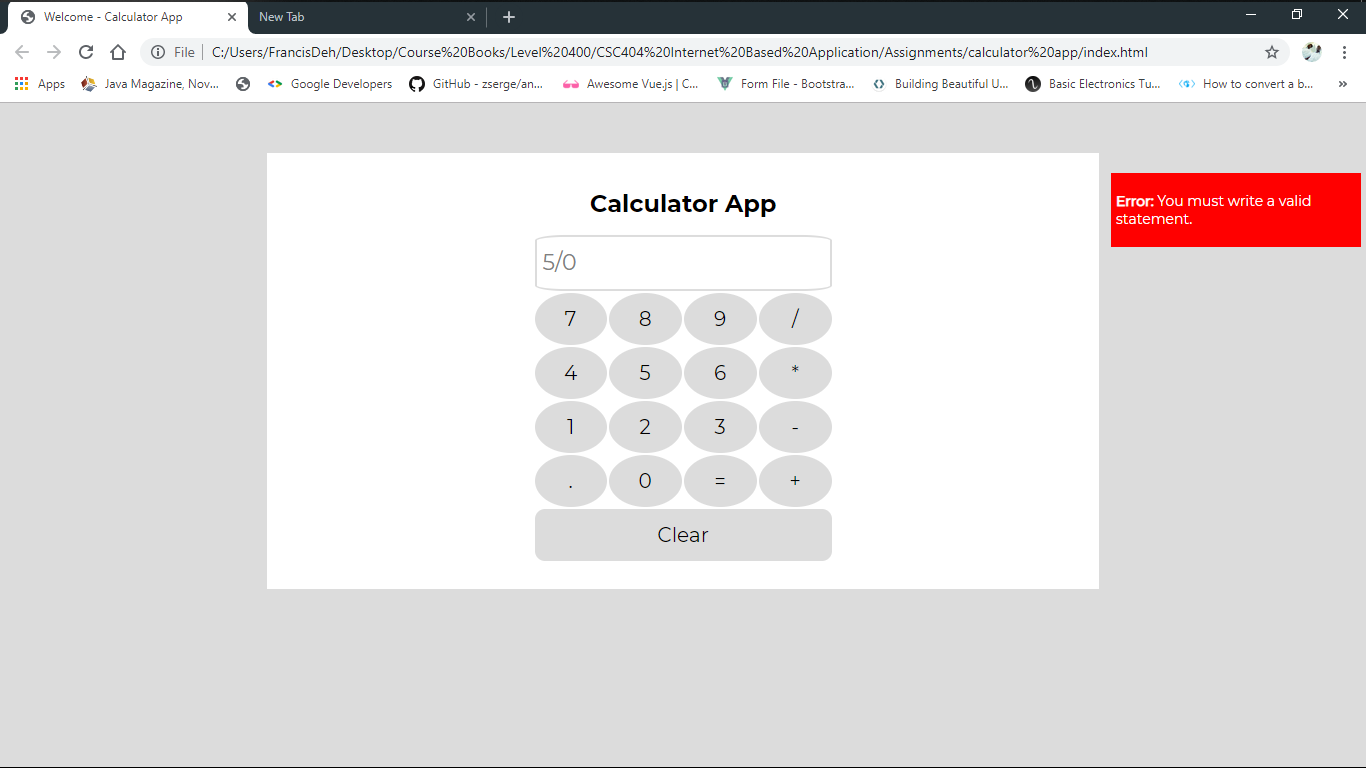 Welcome - Calculator App
New Tab
File
C:/Users/FrancisDeh/Desktop/Course%20Books/Level%20400/CSC404%20Internet%20Based%20Application/Assignments/calculator%20app/index.html
Apps
Java Magazine, Nov...
Google Developers
GitHub - zserge/an...
Awesome Vue.js | C...
Form File - Bootstra...
Building Beautiful U...
Basic Electronics Tu...
How to convert a b...
»
Calculator App
Error: You must write a valid
statement.
5/0
7 8 9 /
4 5 6 *
1 2 3 -
. 0 = +
Clear